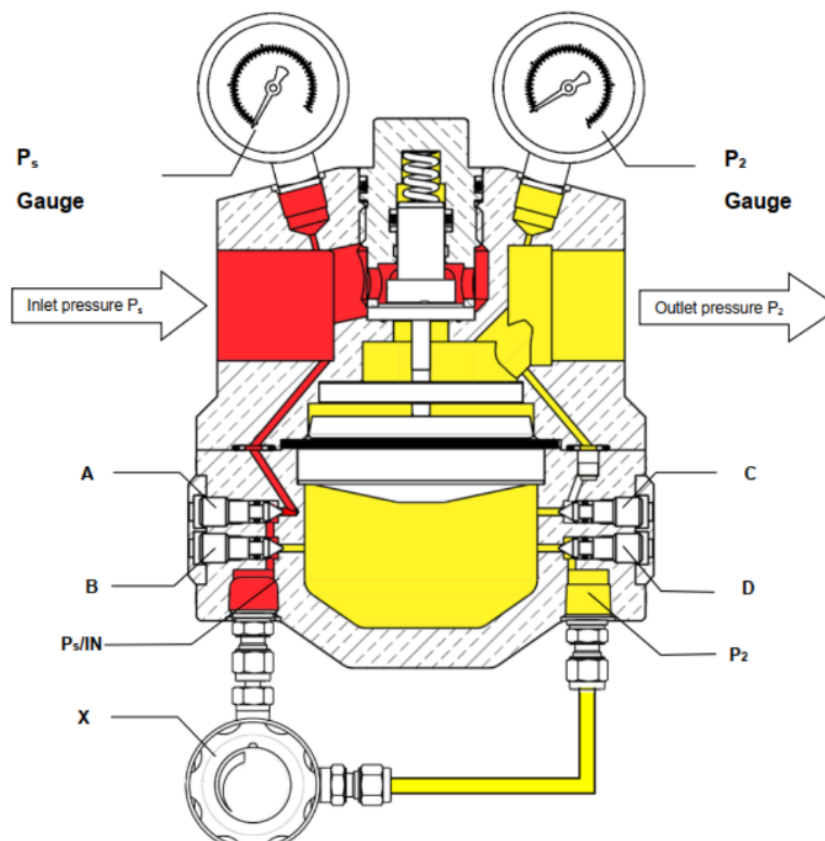 Ps
Gauge
P2
Gauge
Inlet pressure Ps
Outlet pressure P2
A
C
B
D
Ps/IN
P2
X